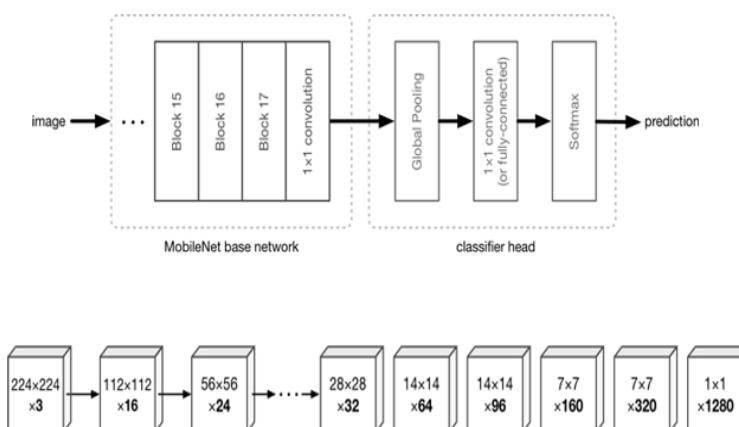 image
...
Block 15
Block 16
Block 17
1×1 convolution
Global Pooling
1×1 convolution
(or fully-connected)
Softmax
prediction
MobileNet base network
classifier head
224×224
×3
112×112
×16
56×56
×24
28×28
×32
14×14
×64
14×14
×96
7×7
×160
7×7
×320
1×1
×1280